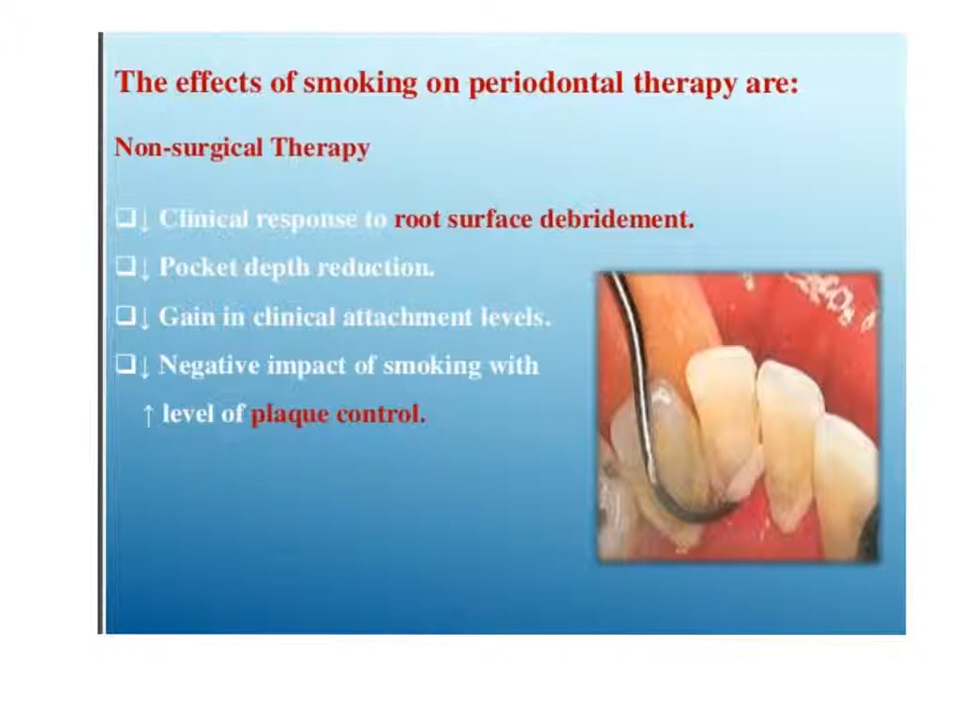 The effects of smoking on periodontal therapy are:
Non-surgical Therapy
❑↓ Clinical response to root surface debridement.
❑↓ Pocket depth reduction.
❑↓ Gain in clinical attachment levels.
❑↓ Negative impact of smoking with
↑ level of plaque control.